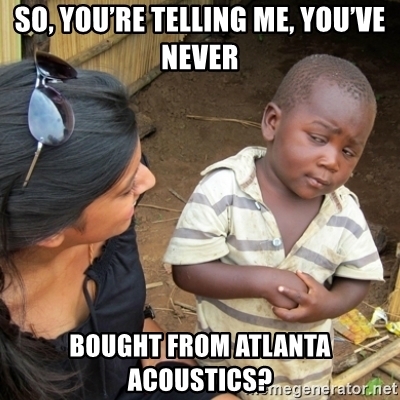 SO, YOU'RE TELLING ME, YOU'VE
NEVER
BOUGHT FROM ATLANTA
ACOUSTICS?
memegenerator.net